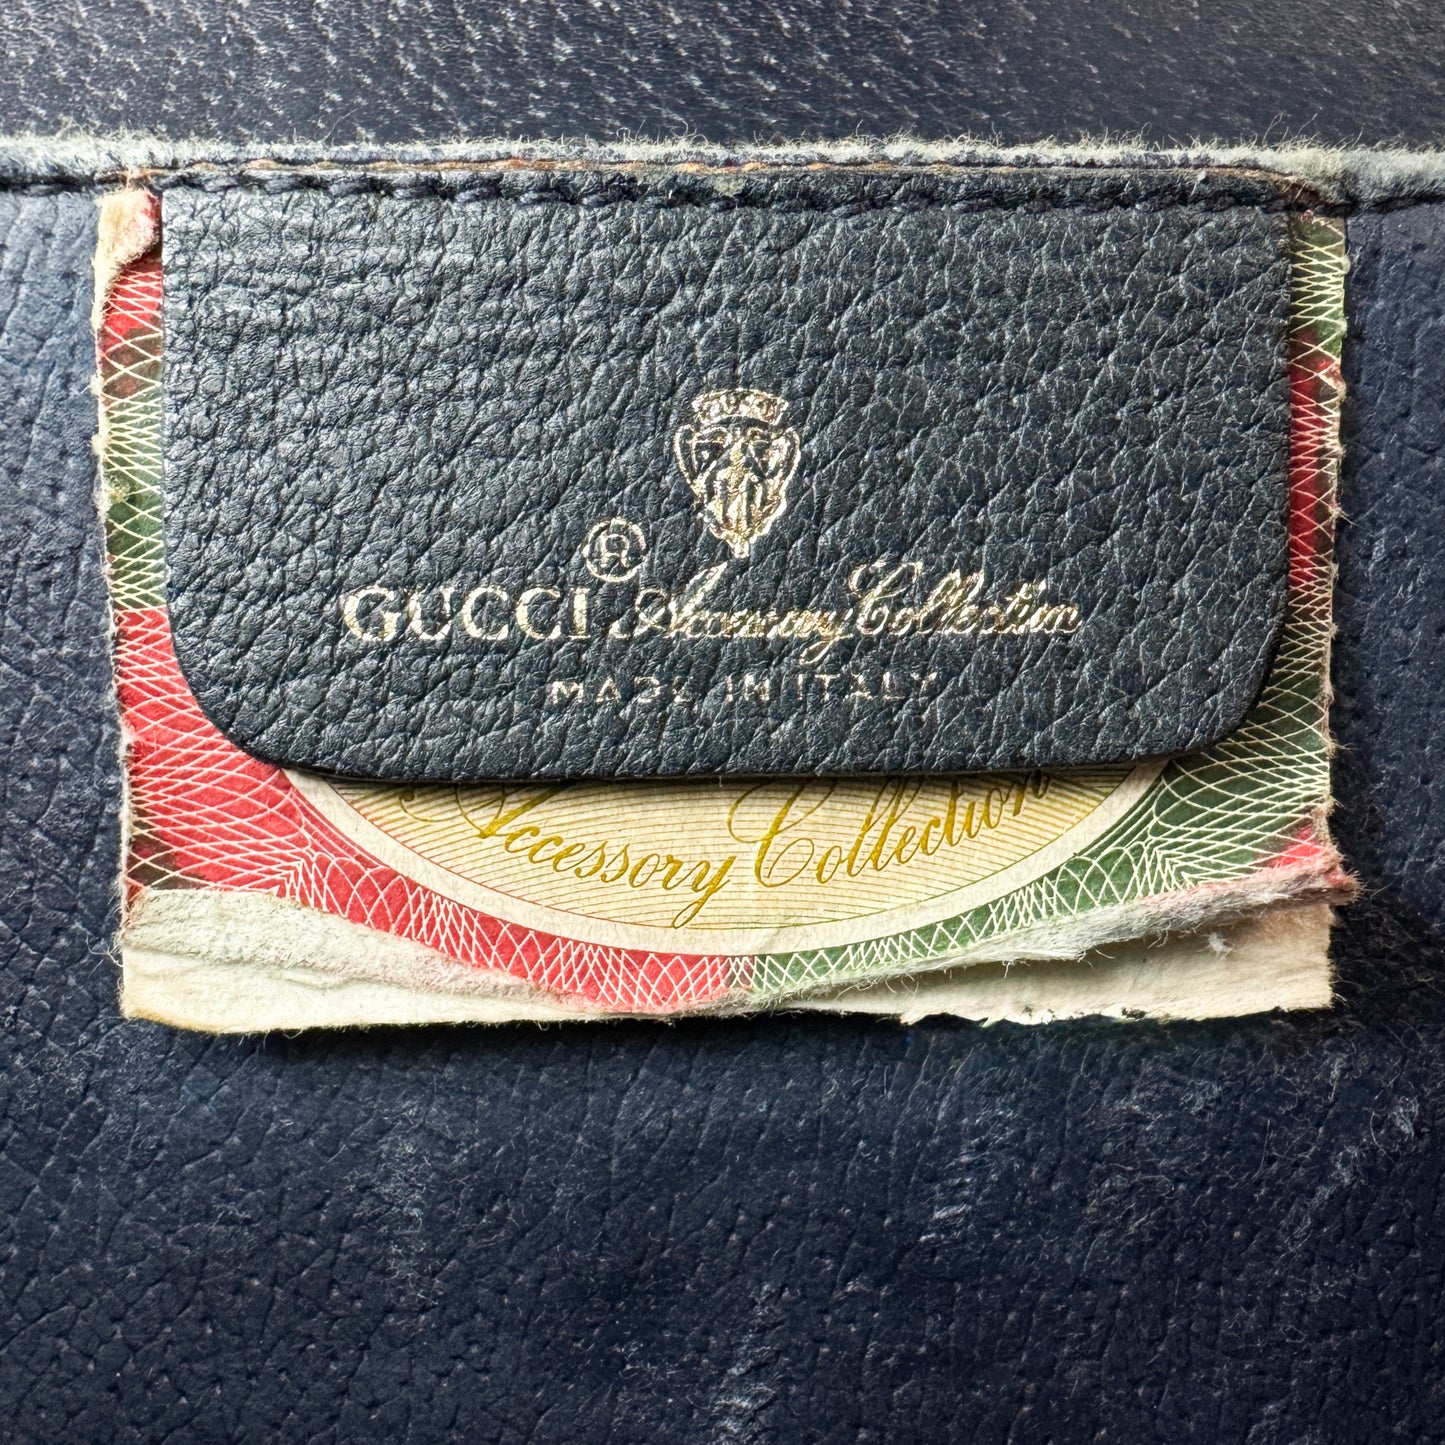 ®
GUCCI Accessory Collection
MADE IN ITALY
Accessory Collection